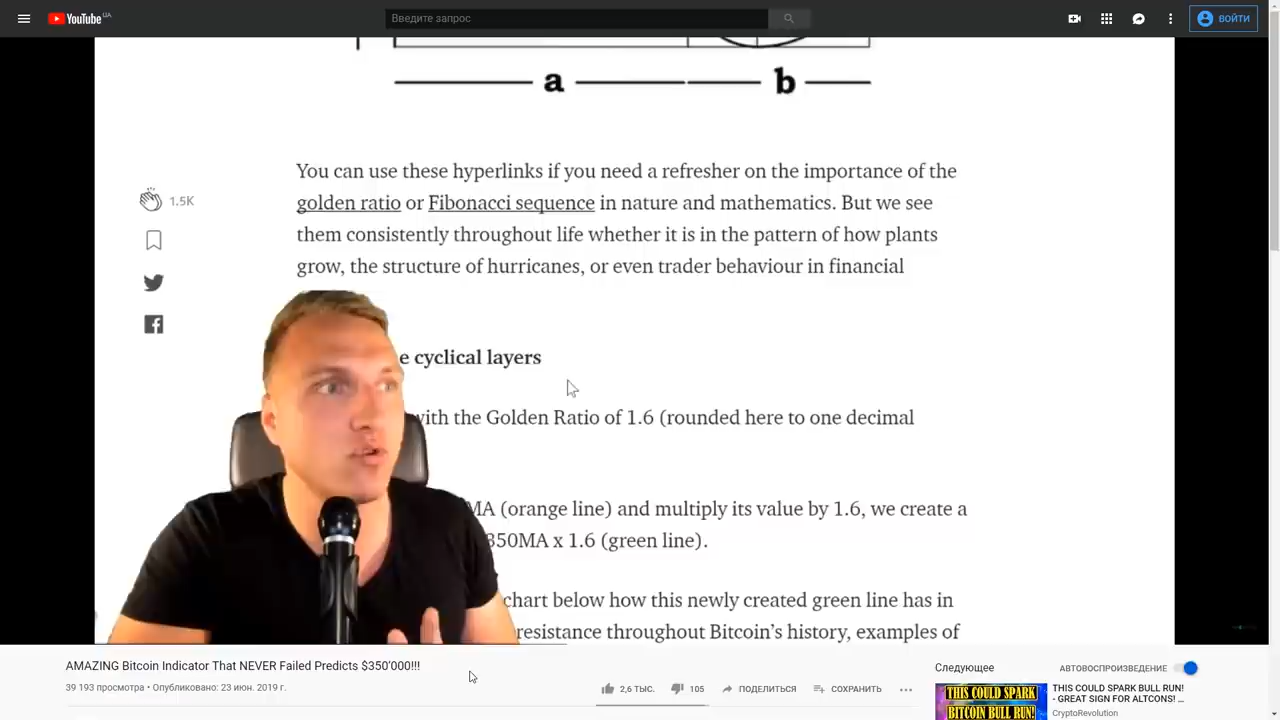 YouTube UA
Введите запрос
ВОЙТИ
a b
You can use these hyperlinks if you need a refresher on the importance of the
golden ratio or Fibonacci sequence in nature and mathematics. But we see
them consistently throughout life whether it is in the pattern of how plants
grow, the structure of hurricanes, or even trader behaviour in financial
1.5K
e cyclical layers
with the Golden Ratio of 1.6 (rounded here to one decimal
MA (orange line) and multiply its value by 1.6, we create a
350MA x 1.6 (green line).
chart below how this newly created green line has in
resistance throughout Bitcoin's history, examples of
AMAZING Bitcoin Indicator That NEVER Failed Predicts $350'000!!!
39 193 просмотра • Опубликовано: 23 июн. 2019 г.
2,6 ТЫС.
105
ПОДЕЛИТЬСЯ
СОХРАНИТЬ
Следующее
АВТОВОСПРОИЗВЕДЕНИЕ
THIS COULD SPARK
BITCOIN BULL RUN!
THIS COULD SPARK BULL RUN!
- GREAT SIGN FOR ALTCONS! ...
CryptoRevolution